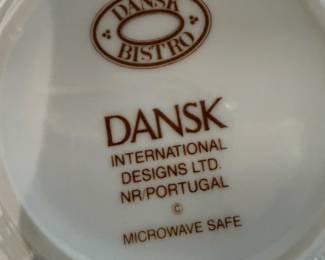 DANSK
BISTRO
DANSK
INTERNATIONAL
DESIGNS LTD.
NR/PORTUGAL
©
MICROWAVE SAFE